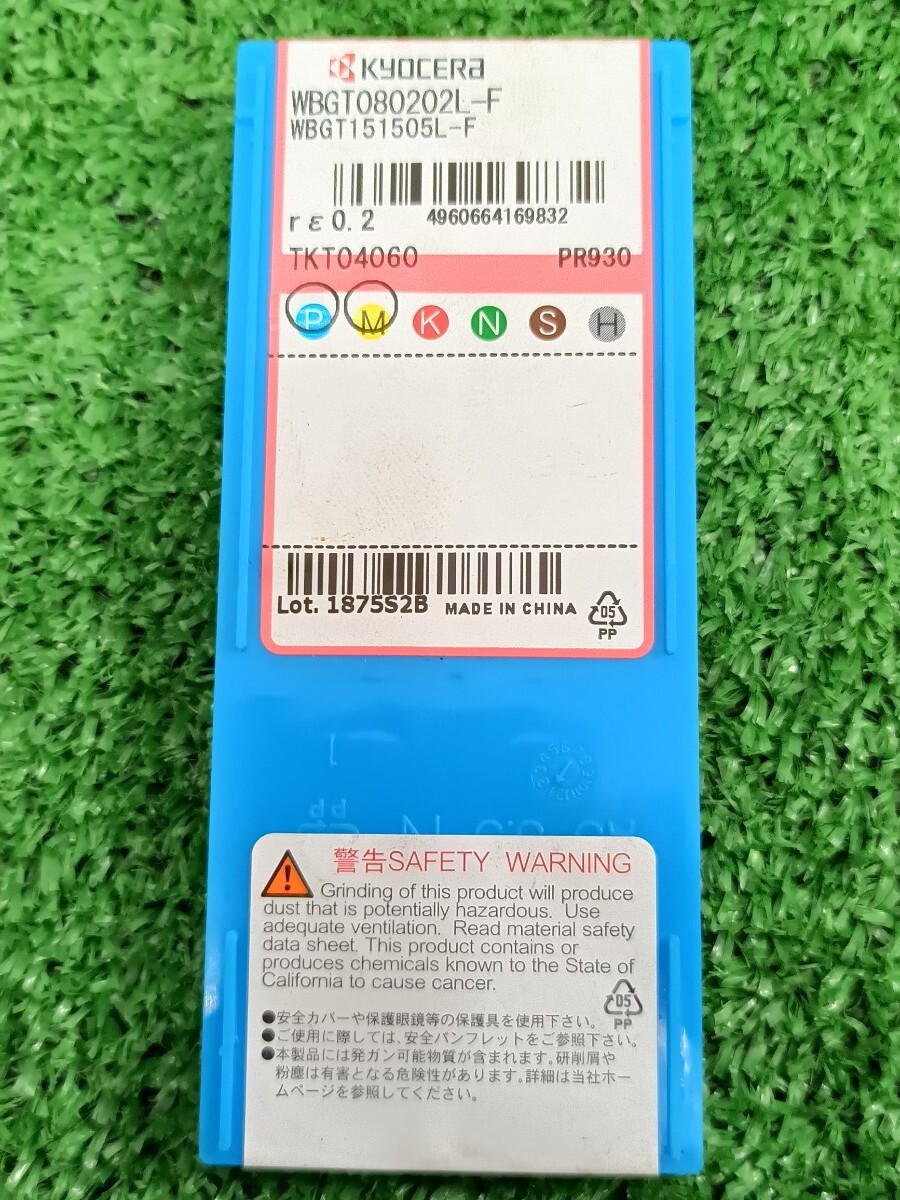 KYOCERA
WBGT080202L-F
WBGT151505L-F
rε0.2
4960664169832
TKT04060 PR930
P M K N S H
Lot. 1875S2B MADE IN CHINA
05
PP
警告SAFETY WARNING
Grinding of this product will produce
dust that is potentially hazardous. Use
adequate ventilation. Read material safety
data sheet. This product contains or
produces chemicals known to the State of
California to cause cancer.
05
PP
●安全カバーや保護眼鏡等の保護具を使用下さい。
●ご使用に際しては、安全パンフレットをご参照下さい。
●本製品には発ガン可能物質が含まれます。研削屑や
粉塵は有害となる危険性があります。詳細は当社ホー
ムページを参照してください。